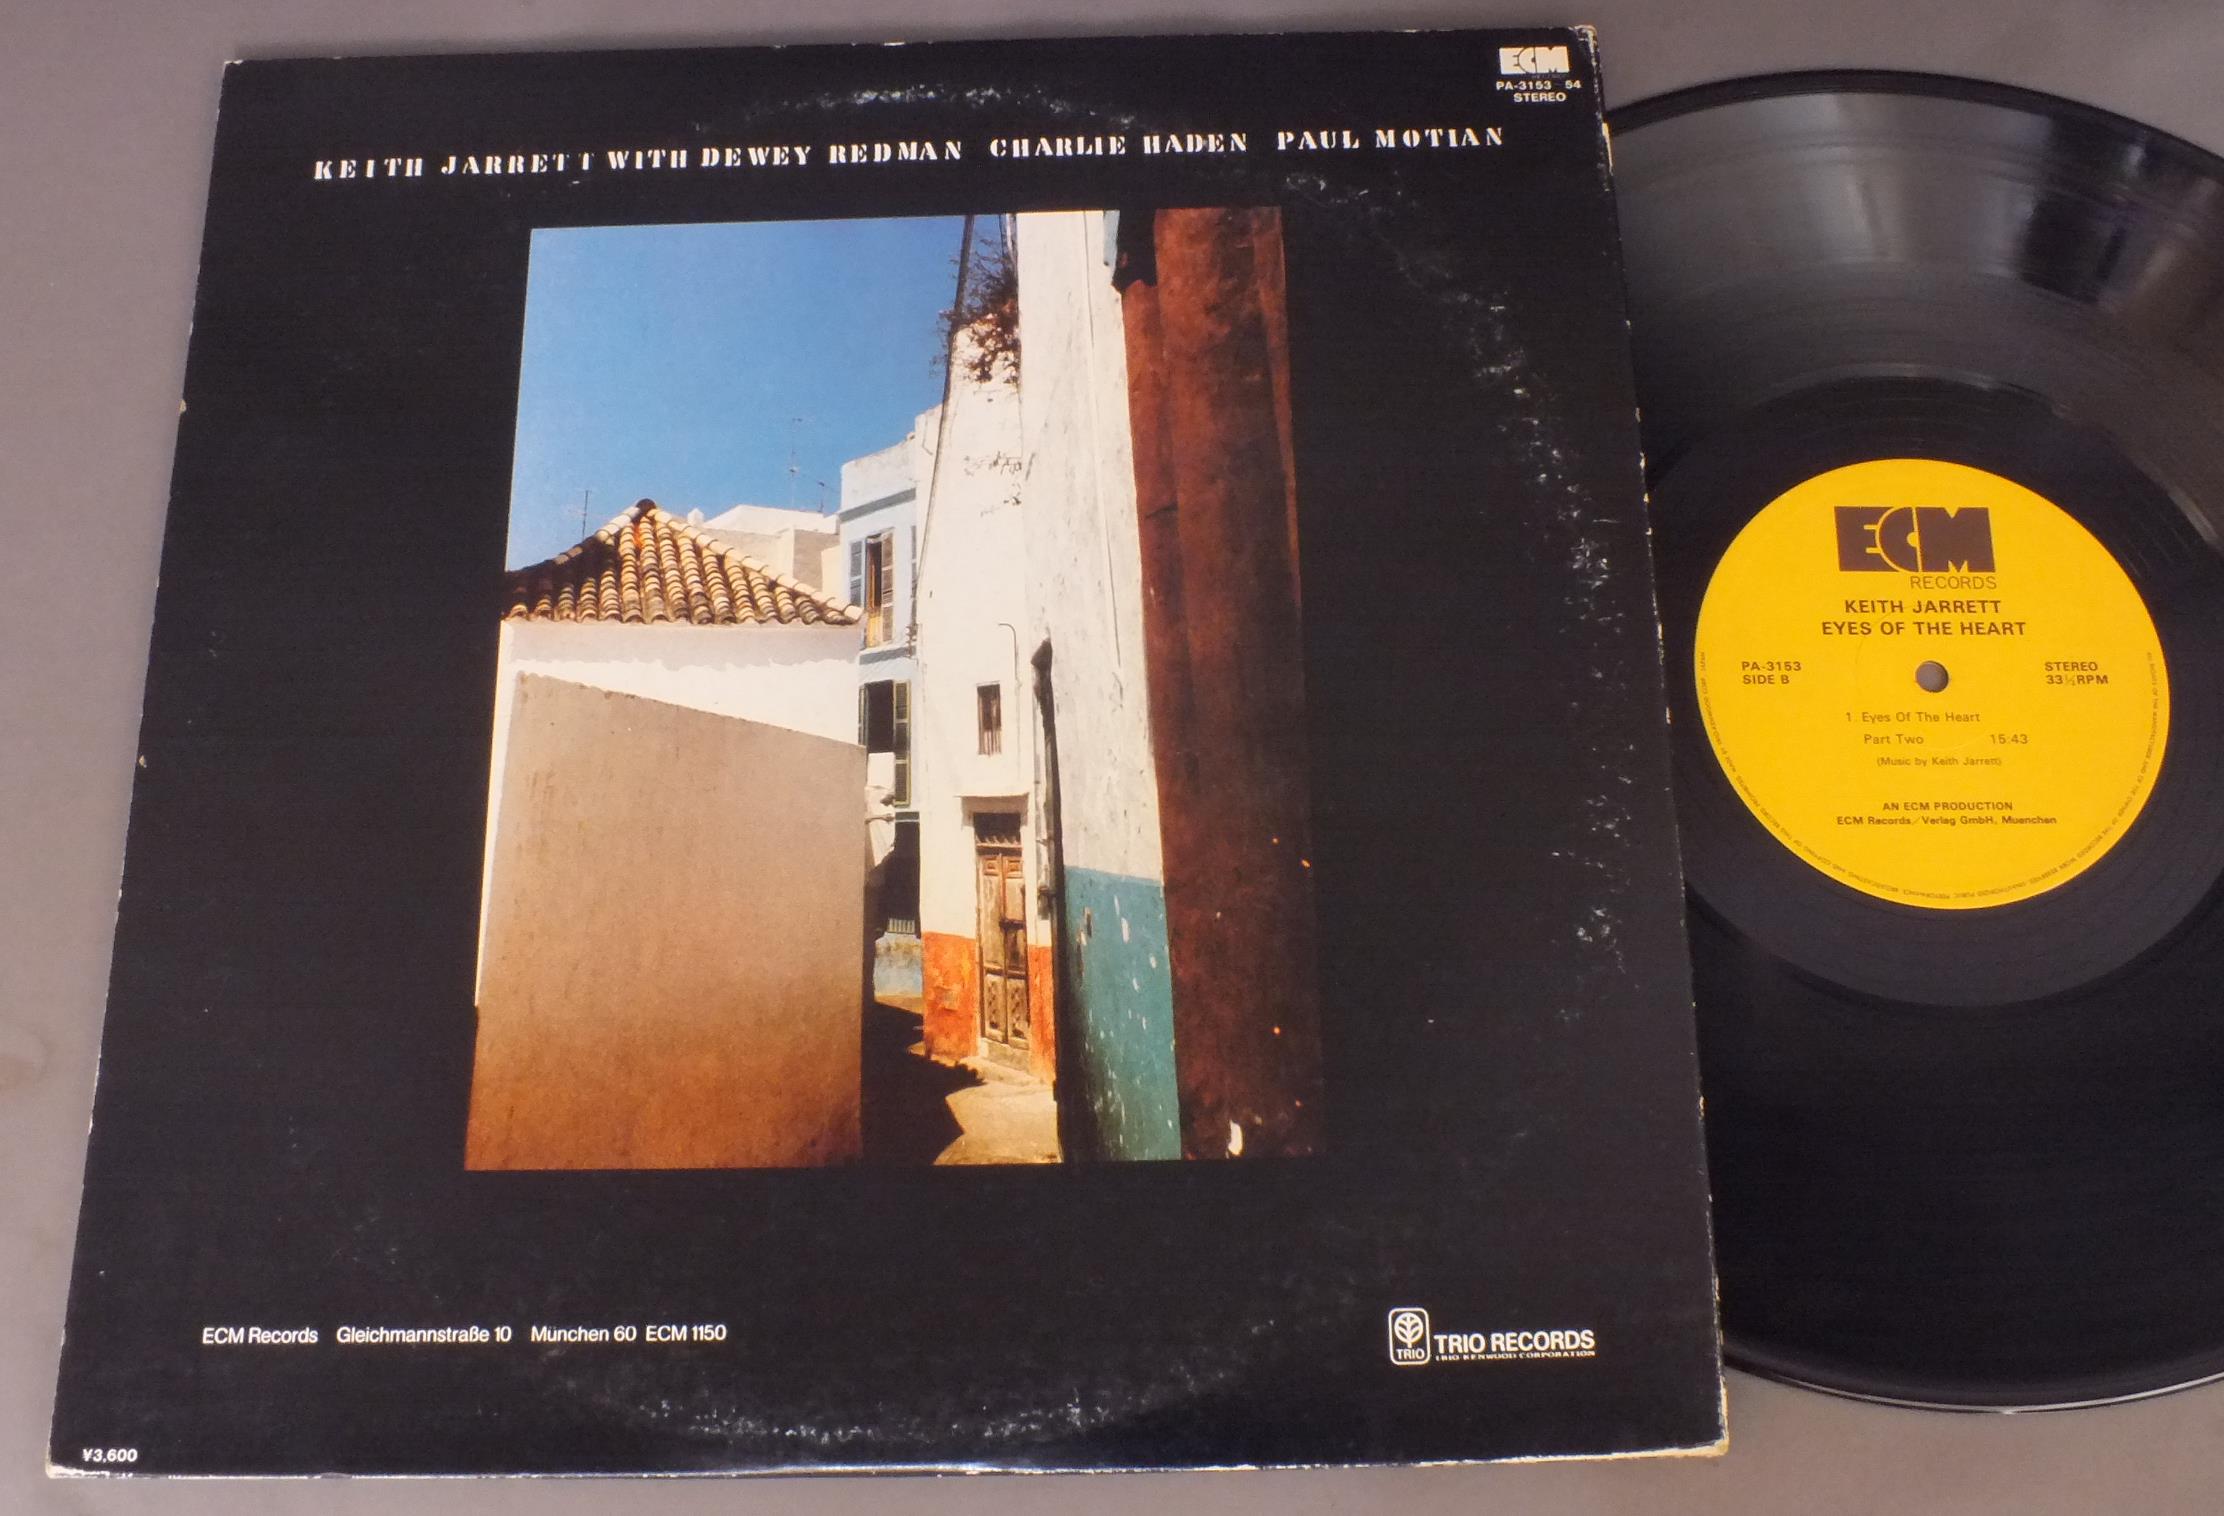 ECM
RECORDS
PA-3153~54
STEREO
KEITH JARRETT WITH DEWEY REDMAN CHARLIE HADEN PAUL MOTIAN
ECM Records Gleichmannstraße 10 München 60 ECM 1150
TRIO
TRIO RECORDS
TRIO KENWOOD CORPORATION
¥3,600
ECM
RECORDS
KEITH JARRETT
EYES OF THE HEART
PA-3153
SIDE B
STEREO
33⅓RPM
1. Eyes Of The Heart
Part Two 15:43
(Music by Keith Jarrett)
AN ECM PRODUCTION
ECM Records/Verlag GmbH, Muenchen